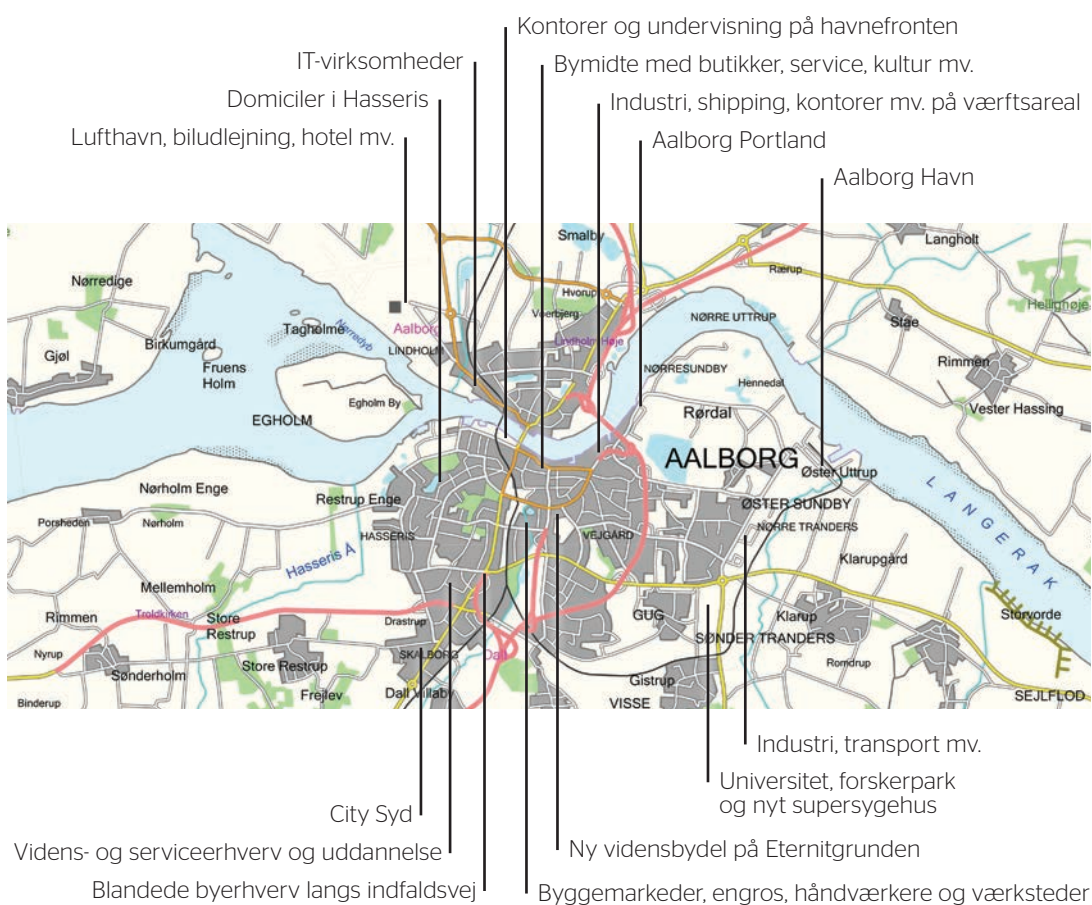 Kontorer og undervisning på havnefronten
IT-virksomheder
Bymidte med butikker, service, kultur mv.
Domiciler i Hasseris
Industri, shipping, kontorer mv. på værftsareal
Lufthavn, biludlejning, hotel mv.
Aalborg Portland
Aalborg Havn
Smalby
Langholt
Rærup
Nørredige
Hvorup
Heilighøje
Voerbjerg
Tagholme
Nørredyb
Aalborg
NØRRE UTTRUP
Stae
Birkumgård
LINDHOLM
Lindholm Høje
Gjøl
Fruens
Holm
NØRRESUNDBY
Rimmen
Hennedal
Egholm By
Rørdal
Vester Hassing
EGHOLM
AALBORG
Øster Uttrup
Nørholm Enge
Restrup Enge
ØSTER SUNDBY
LANGERAK
Porsheden
Nørholm
HASSERIS
VEJGÅRD
NØRRE TRANDERS
Hasseris Å
Klarupgård
Mellemholm
Rimmen
Troldkirken
Store
Restrup
Drastrup
GUG
Klarup
Storvorde
SØNDER TRANDERS
Nyrup
SKALBORG
Dall
Store Restrup
Romdrup
Sønderholm
Gistrup
Binderup
Frejlev
Dall Villaby
VISSE
SEJLFLOD
Industri, transport mv.
Universitet, forskerpark
og nyt supersygehus
City Syd
Videns- og serviceerhverv og uddannelse
Ny vidensbydel på Eternitgrunden
Blandede byerhverv langs indfaldsvej
Byggemarkeder, engros, håndværkere og værksteder